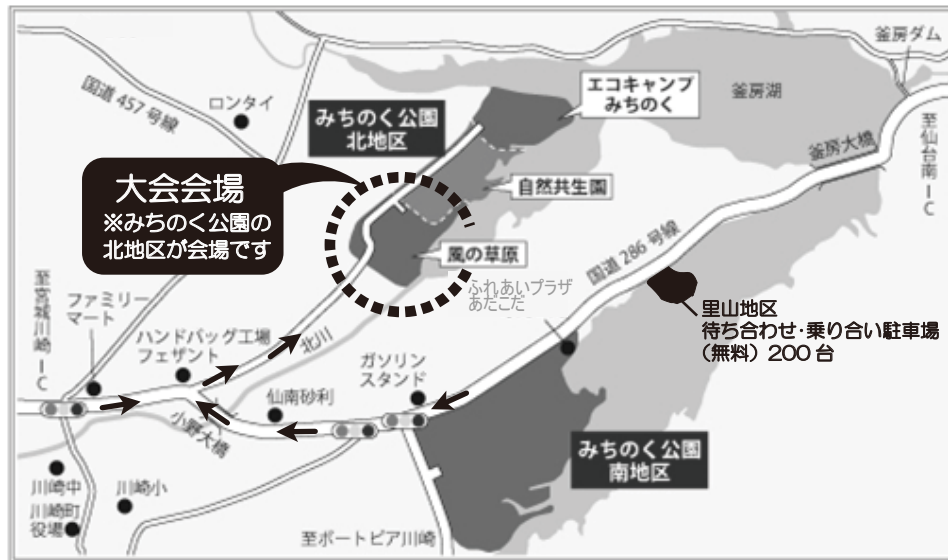 釜房ダム
国道457号線
ロンタイ
みちのく公園
北地区
エコキャンプ
みちのく
釜房湖
至仙台南IC
釜房大橋
大会会場
※みちのく公園の
北地区が会場です
自然共生園
風の草原
国道286号線
ふれあいプラザ
あだこだ
里山地区
待ち合わせ・乗り合い駐車場
（無料）200台
至宮城川崎IC
ファミリー
マート
ハンドバッグ工場
フェザント
北川
ガソリン
スタンド
仙南砂利
小野大橋
みちのく公園
南地区
川崎中
川崎小
川崎町
役場
至ボートピア川崎